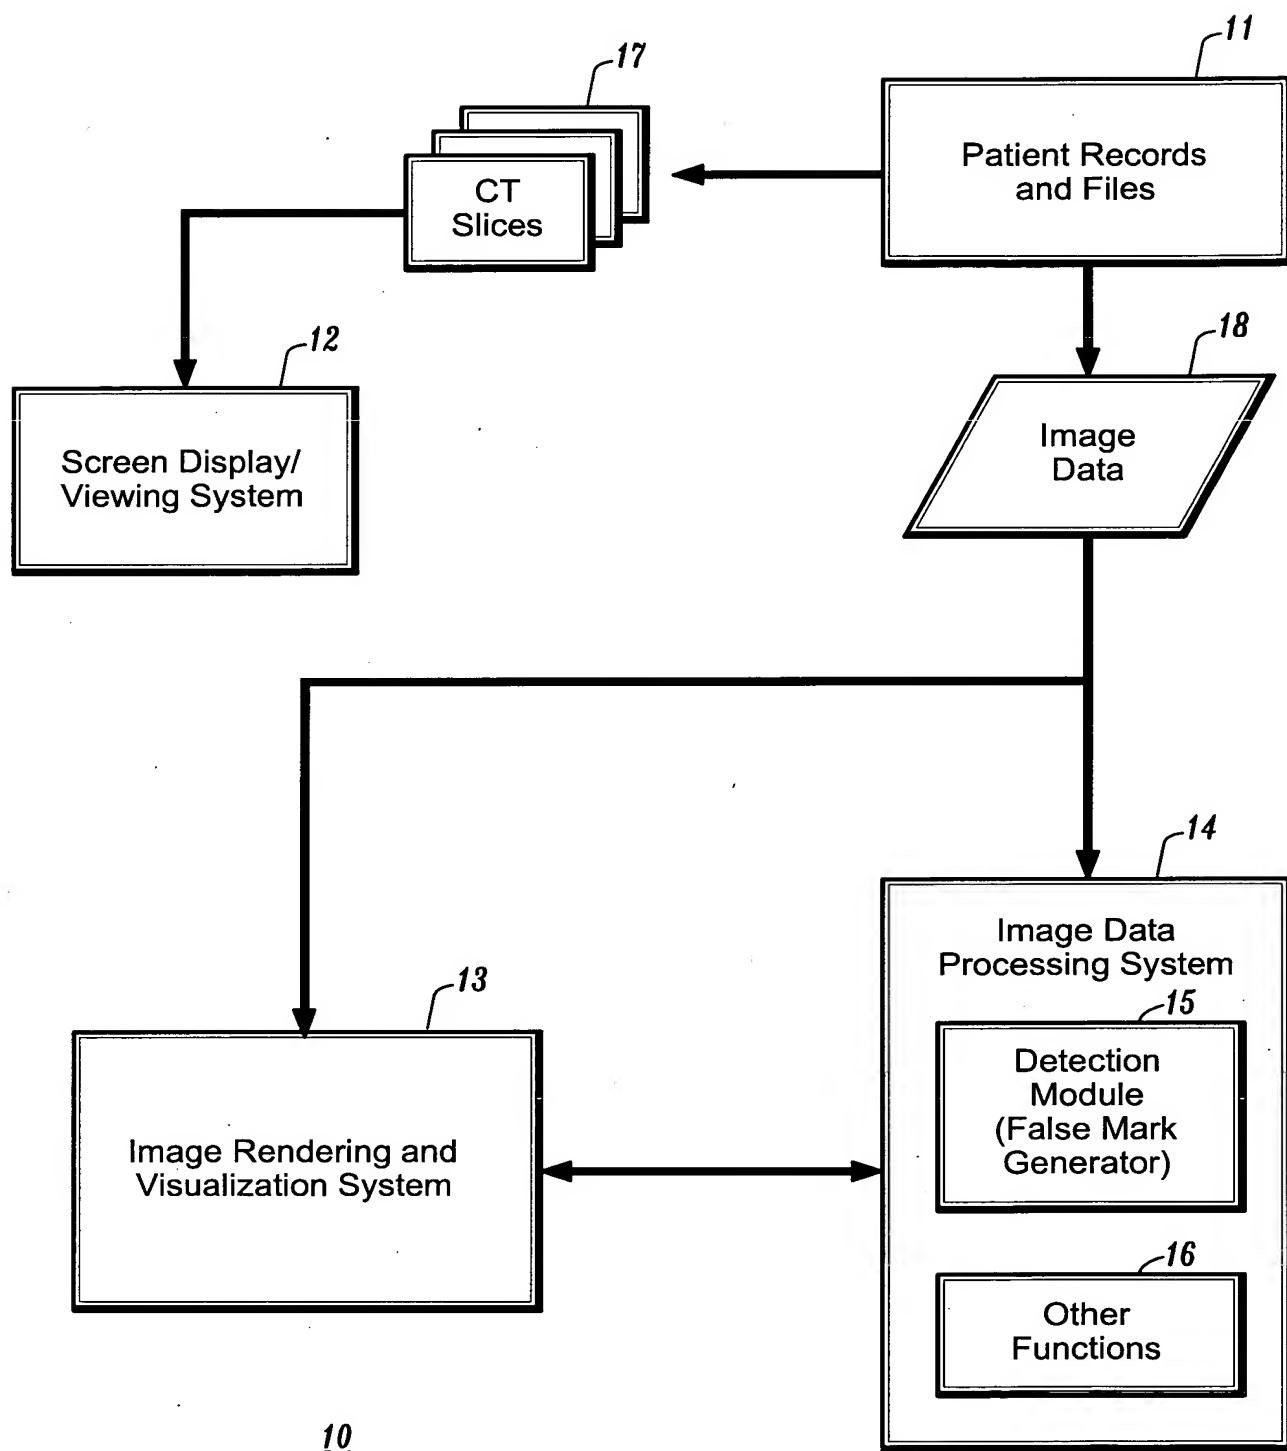 17
11
CT
Slices
Patient Records
and Files
12
18
Screen Display/
Viewing System
Image
Data
14
Image Data
Processing System
13
15
Image Rendering and
Visualization System
Detection
Module
(False Mark
Generator)
16
Other
Functions
10